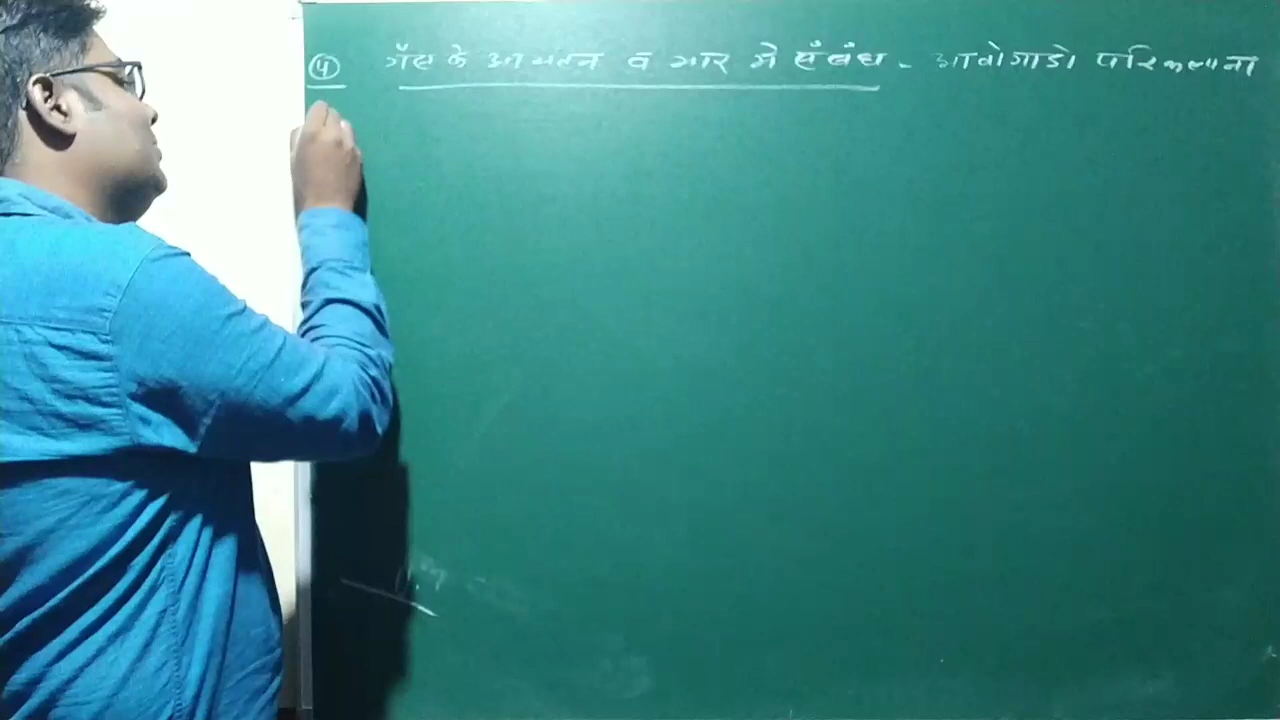 ④ गैस के आयतन व भार में संबंध - आवोगाद्रो परिकल्पना